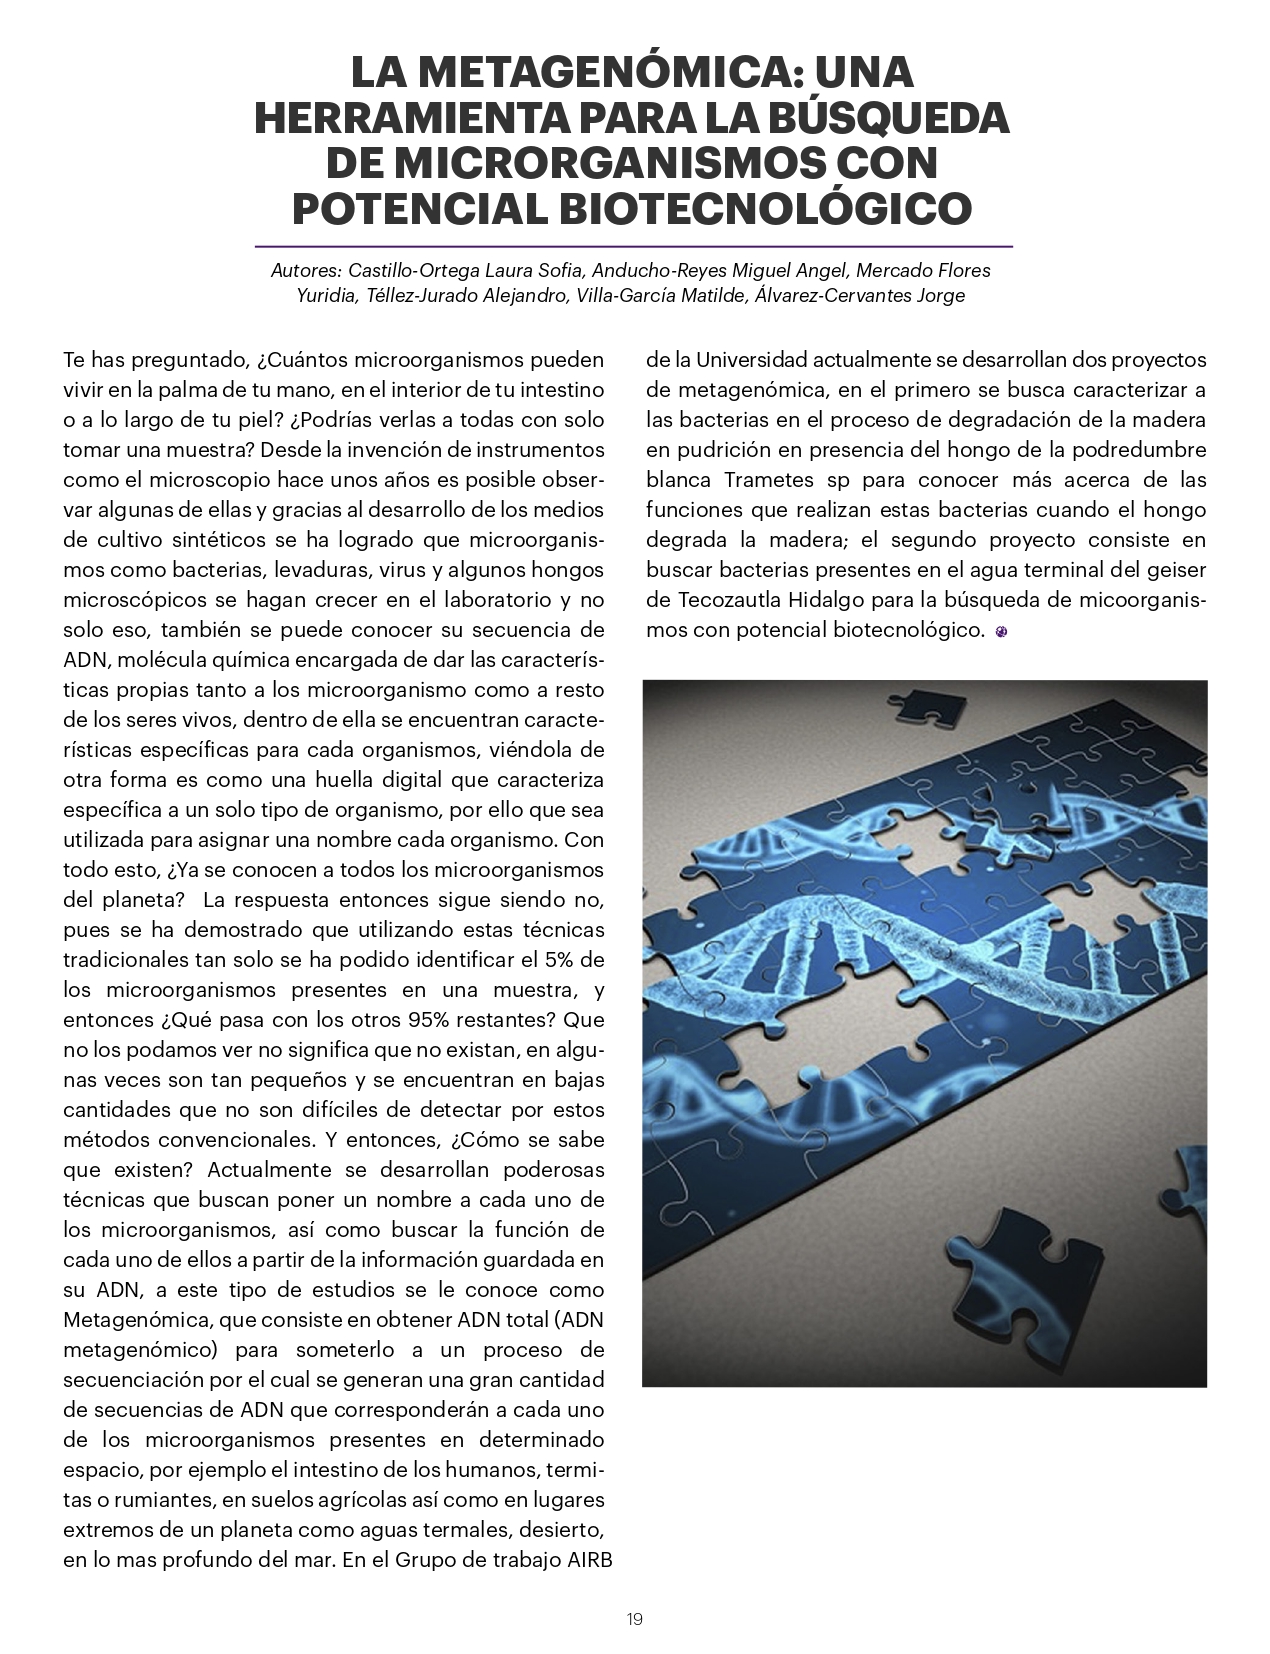 LA METAGENÓMICA: UNA
HERRAMIENTA PARA LA BÚSQUEDA
DE MICRORGANISMOS CON
POTENCIAL BIOTECNOLÓGICO
Autores: Castillo-Ortega Laura Sofia, Anducho-Reyes Miguel Angel, Mercado Flores
Yuridia, Téllez-Jurado Alejandro, Villa-García Matilde, Álvarez-Cervantes Jorge
Te has preguntado, ¿Cuántos microorganismos pueden
vivir en la palma de tu mano, en el interior de tu intestino
o a lo largo de tu piel? ¿Podrías verlas a todas con solo
tomar una muestra? Desde la invención de instrumentos
como el microscopio hace unos años es posible obser-
var algunas de ellas y gracias al desarrollo de los medios
de cultivo sintéticos se ha logrado que microorganis-
mos como bacterias, levaduras, virus y algunos hongos
microscópicos se hagan crecer en el laboratorio y no
solo eso, también se puede conocer su secuencia de
ADN, molécula química encargada de dar las caracterís-
ticas propias tanto a los microorganismo como a resto
de los seres vivos, dentro de ella se encuentran caracte-
rísticas específicas para cada organismos, viéndola de
otra forma es como una huella digital que caracteriza
específica a un solo tipo de organismo, por ello que sea
utilizada para asignar una nombre cada organismo. Con
todo esto, ¿Ya se conocen a todos los microorganismos
del planeta? La respuesta entonces sigue siendo no,
pues se ha demostrado que utilizando estas técnicas
tradicionales tan solo se ha podido identificar el 5% de
los microorganismos presentes en una muestra, y
entonces ¿Qué pasa con los otros 95% restantes? Que
no los podamos ver no significa que no existan, en algu-
nas veces son tan pequeños y se encuentran en bajas
cantidades que no son difíciles de detectar por estos
métodos convencionales. Y entonces, ¿Cómo se sabe
que existen? Actualmente se desarrollan poderosas
técnicas que buscan poner un nombre a cada uno de
los microorganismos, así como buscar la función de
cada uno de ellos a partir de la información guardada en
su ADN, a este tipo de estudios se le conoce como
Metagenómica, que consiste en obtener ADN total (ADN
metagenómico) para someterlo a un proceso de
secuenciación por el cual se generan una gran cantidad
de secuencias de ADN que corresponderán a cada uno
de los microorganismos presentes en determinado
espacio, por ejemplo el intestino de los humanos, termi-
tas o rumiantes, en suelos agrícolas así como en lugares
extremos de un planeta como aguas termales, desierto,
en lo mas profundo del mar. En el Grupo de trabajo AIRB
de la Universidad actualmente se desarrollan dos proyectos
de metagenómica, en el primero se busca caracterizar a
las bacterias en el proceso de degradación de la madera
en pudrición en presencia del hongo de la podredumbre
blanca Trametes sp para conocer más acerca de las
funciones que realizan estas bacterias cuando el hongo
degrada la madera; el segundo proyecto consiste en
buscar bacterias presentes en el agua terminal del geiser
de Tecozautla Hidalgo para la búsqueda de micoorganis-
mos con potencial biotecnológico.
19